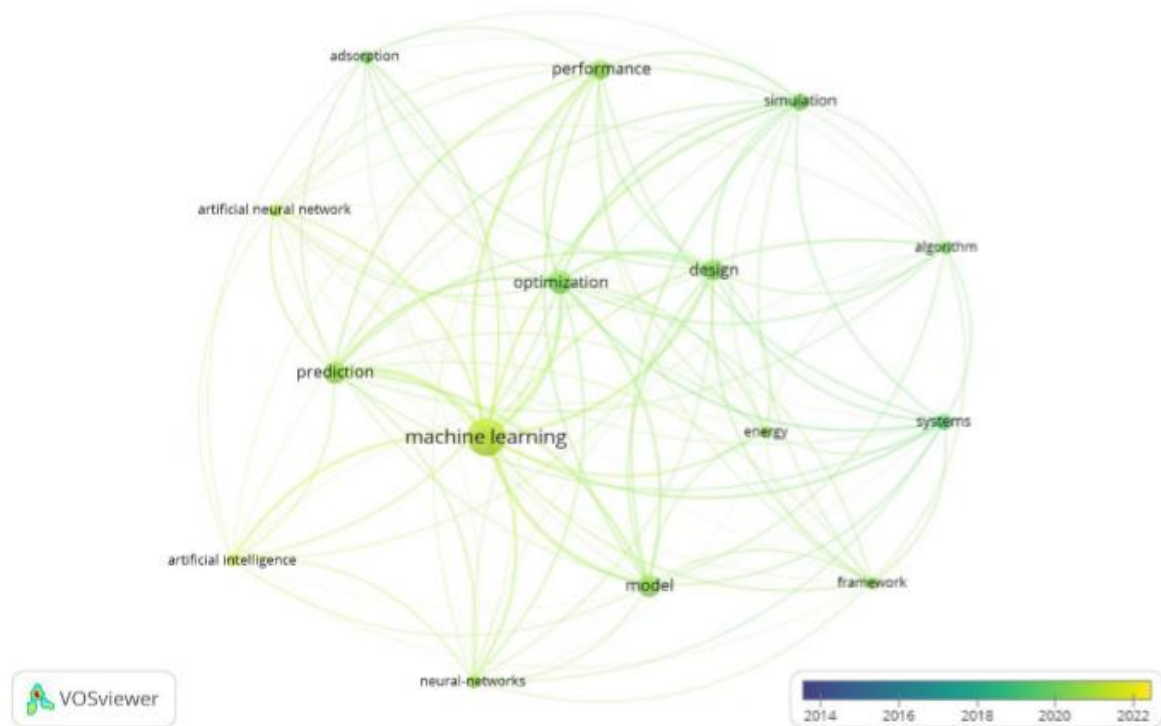 adsorption
performance
simulation
artificial neural network
algorithm
optimization
design
prediction
machine learning
energy
systems
artificial intelligence
model
framework
neural-networks
VOSviewer
2014 2016 2018 2020 2022